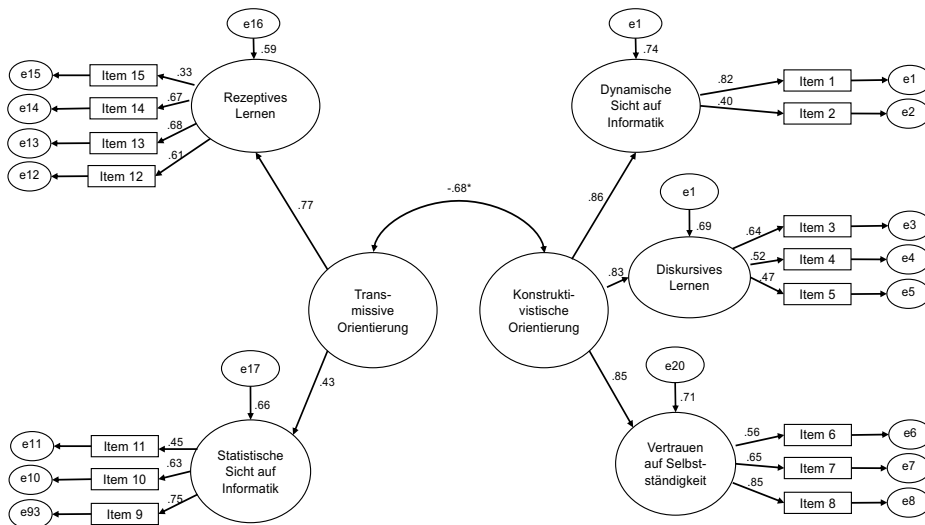 e16
.59
Rezeptives
Lernen
e15
Item 15
.33
e14
Item 14
.67
e13
Item 13
.68
e12
Item 12
.61
.77
e1
.74
Dynamische
Sicht auf
Informatik
.82
Item 1
e1
.40
Item 2
e2
.86
-.68*
e1
.69
Diskursives
Lernen
.83
.64
Item 3
e3
.52
Item 4
e4
.47
Item 5
e5
Trans-
missive
Orientierung
Konstrukti-
vistische
Orientierung
.43
e17
.66
Statistische
Sicht auf
Informatik
e11
Item 11
.45
e10
Item 10
.63
e93
Item 9
.75
.85
e20
.71
Vertrauen
auf Selbst-
ständigkeit
.56
Item 6
e6
.65
Item 7
e7
.85
Item 8
e8